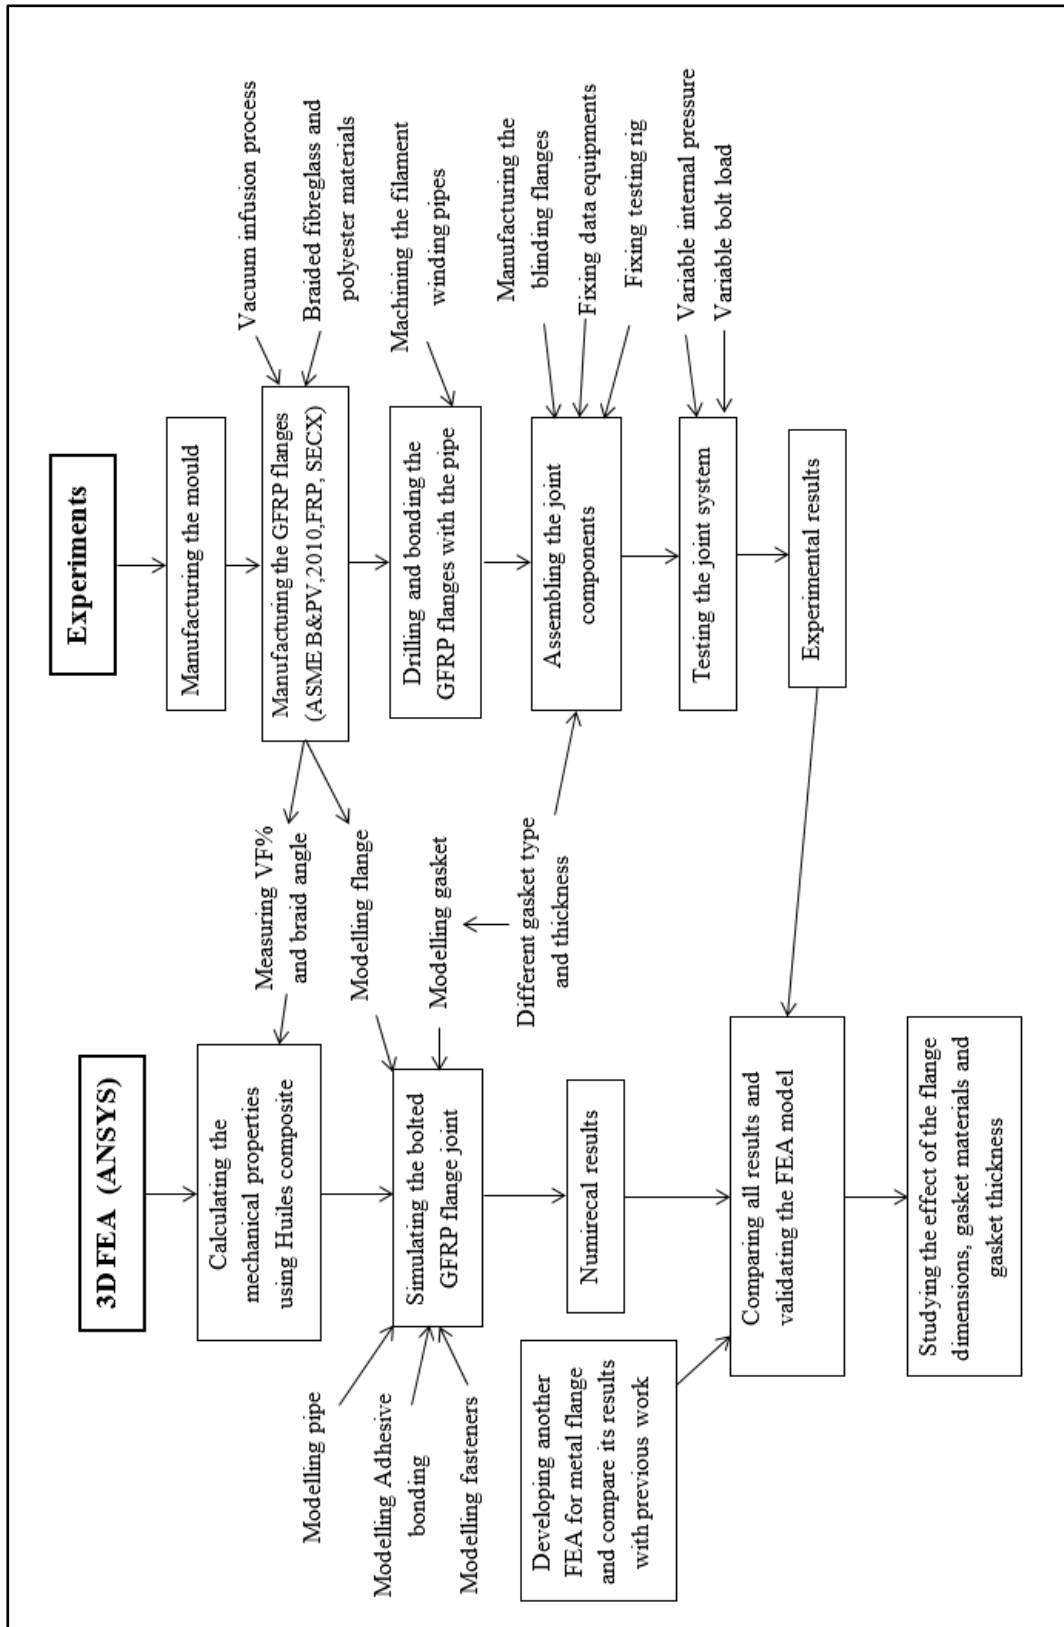 Experiments
Manufacturing the mould
Vacuum infusion process
Braided fibreglass and
polyester materials
Manufacturing the GFRP flanges
(ASME B&PV,2010,FRP, SECX)
Machining the filament
winding pipes
Drilling and bonding the
GFRP flanges with the pipe
Manufacturing the
blinding flanges
Fixing data equipments
Fixing testing rig
Assembling the joint
components
Variable internal pressure
Variable bolt load
Testing the joint system
Experimental results
Measuring VF%
and braid angle
Modelling flange
Modelling gasket
Different gasket type
and thickness
3D FEA (ANSYS)
Calculating the
mechanical properties
using Huiles composite
Modelling pipe
Modelling Adhesive
bonding
Modelling fasteners
Simulating the bolted
GFRP flange joint
Numirecal results
Developing another
FEA for metal flange
and compare its results
with previous work
Comparing all results and
validating the FEA model
Studying the effect of the flange
dimensions, gasket materials and
gasket thickness